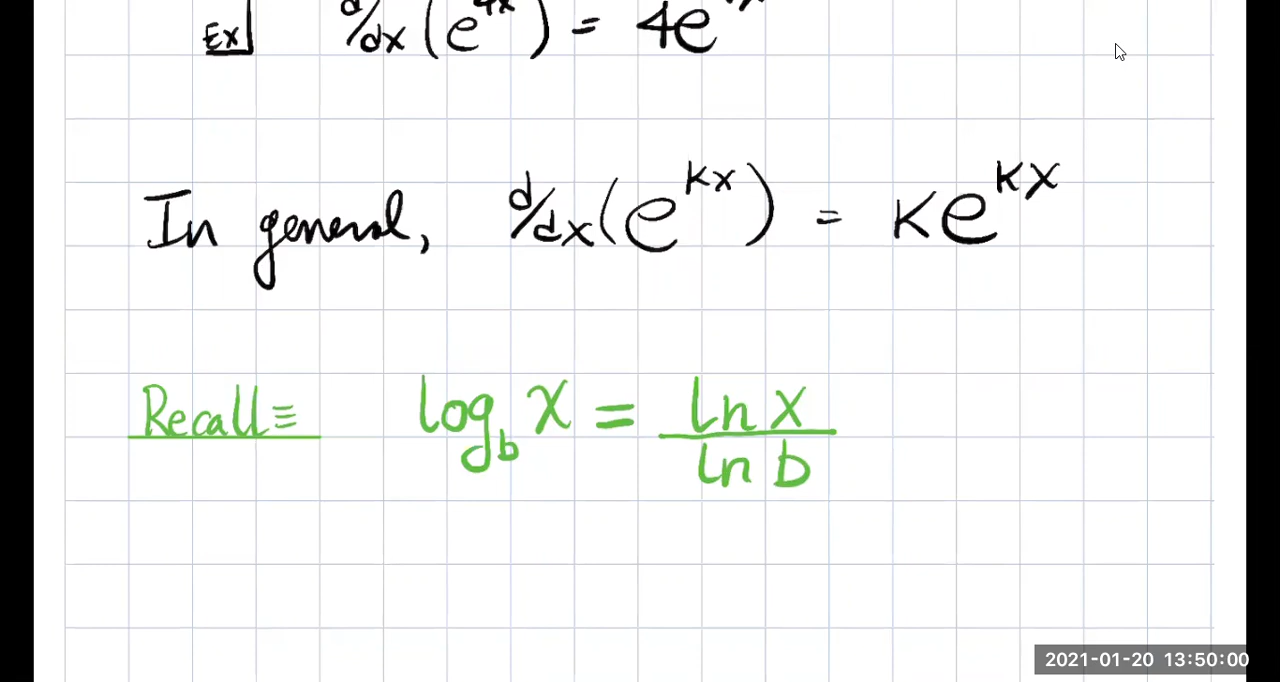 Ex d/dx (e^4x) = 4e
In general, d/dx (e^kx) = ke^kx
Recall: log_b x = ln x / ln b
2021-01-20 13:50:00